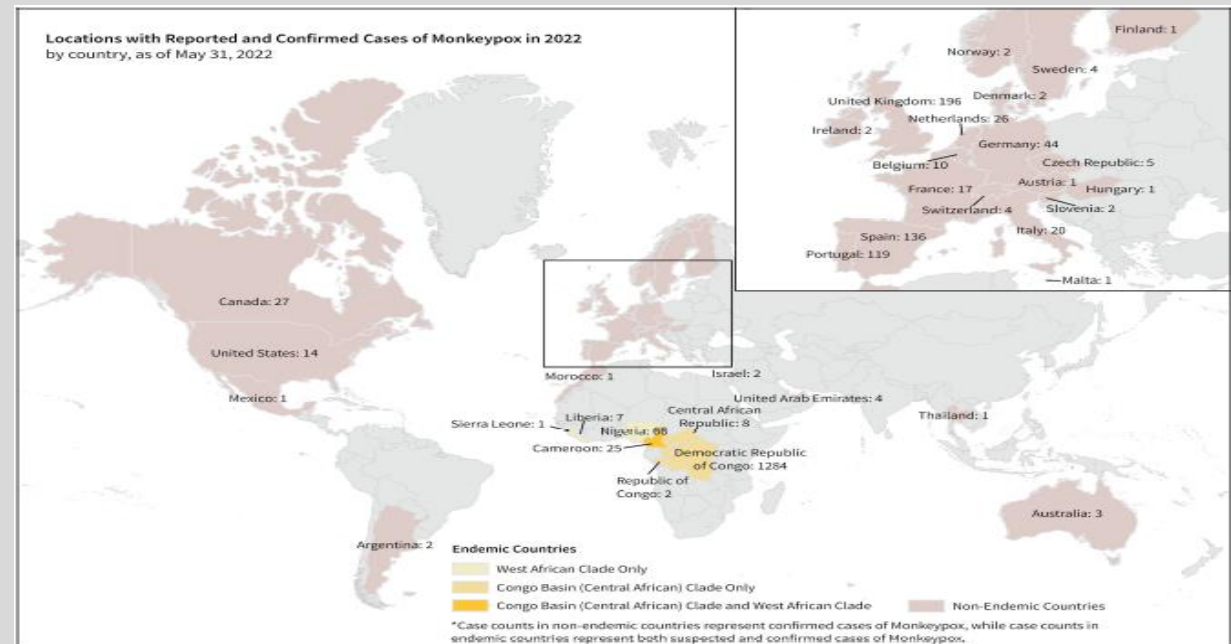 Locations with Reported and Confirmed Cases of Monkeypox in 2022
by country, as of May 31, 2022
Finland: 1
Norway: 2
Sweden: 4
Denmark: 2
United Kingdom: 196
Netherlands: 26
Ireland: 2
Germany: 44
Belgium: 10
Czech Republic: 5
Austria: 1
France: 17
Hungary: 1
Switzerland: 4
Slovenia: 2
Italy: 20
Spain: 136
Portugal: 119
Malta: 1
Canada: 27
United States: 14
Mexico: 1
Morocco: 1
Israel: 2
United Arab Emirates: 4
Central African
Republic: 8
Thailand: 1
Liberia: 7
Sierra Leone: 1
Nigeria:
Cameroon: 25
Democratic Republic
of Congo: 1284
Republic of
Congo: 2
Australia: 3
Argentina: 2
Endemic Countries
West African Clade Only
Congo Basin (Central African) Clade Only
Congo Basin (Central African) Clade and West African Clade
Non-Endemic Countries
*Case counts in non-endemic countries represent confirmed cases of Monkeypox, while case counts in
endemic countries represent both suspected and confirmed cases of Monkeypox.